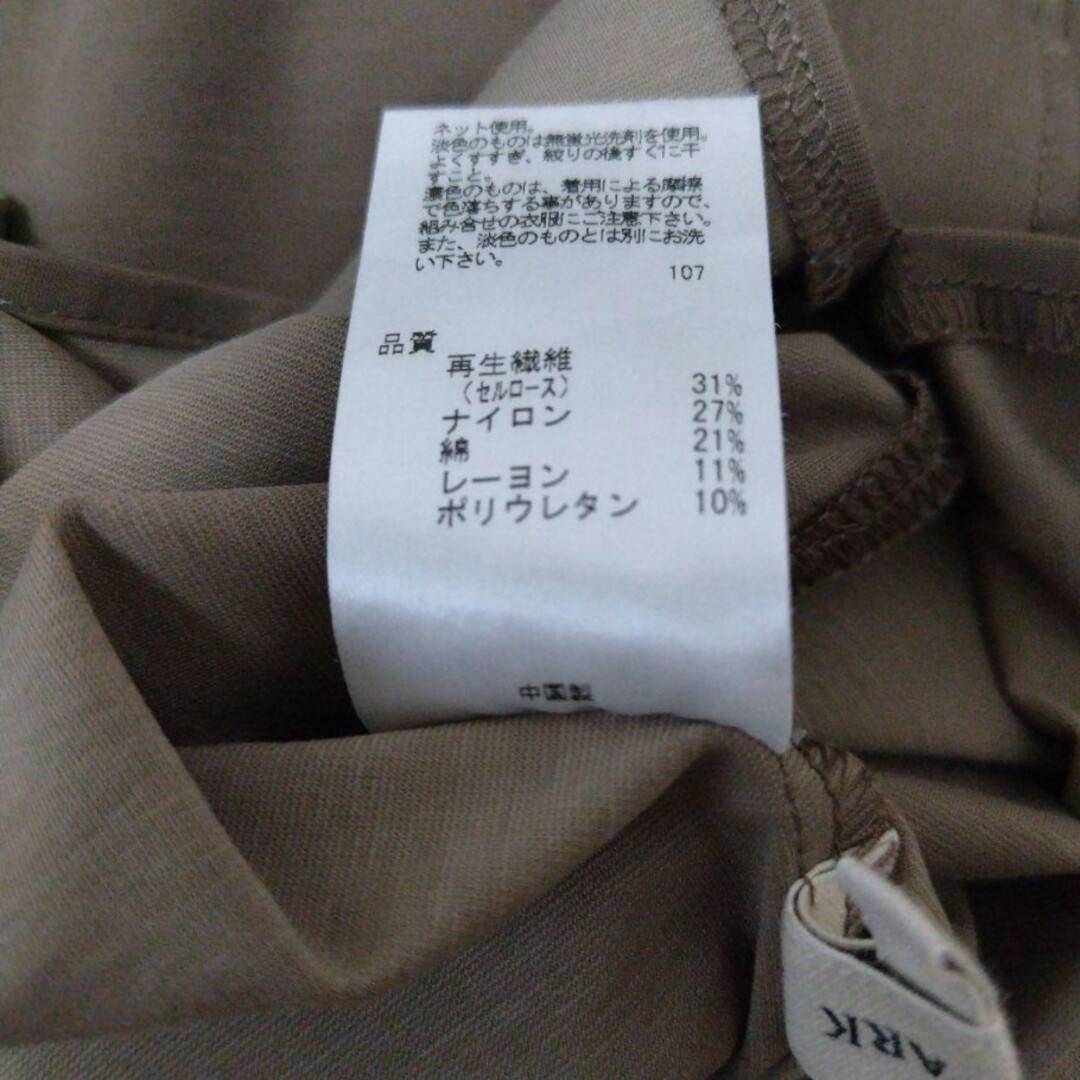 ネット使用。
淡色のものは無蛍光洗剤を使用。
よくすすぎ、絞りの後すぐに干
すこと。
濃色のものは、着用による摩擦
で色落ちする事がありますので、
組み合せの衣服にご注意下さい。
また、淡色のものとは別にお洗
い下さい。
107
品質
再生繊維
(セルロース) 31%
ナイロン 27%
綿 21%
レーヨン 11%
ポリウレタン 10%
中国製
ARK